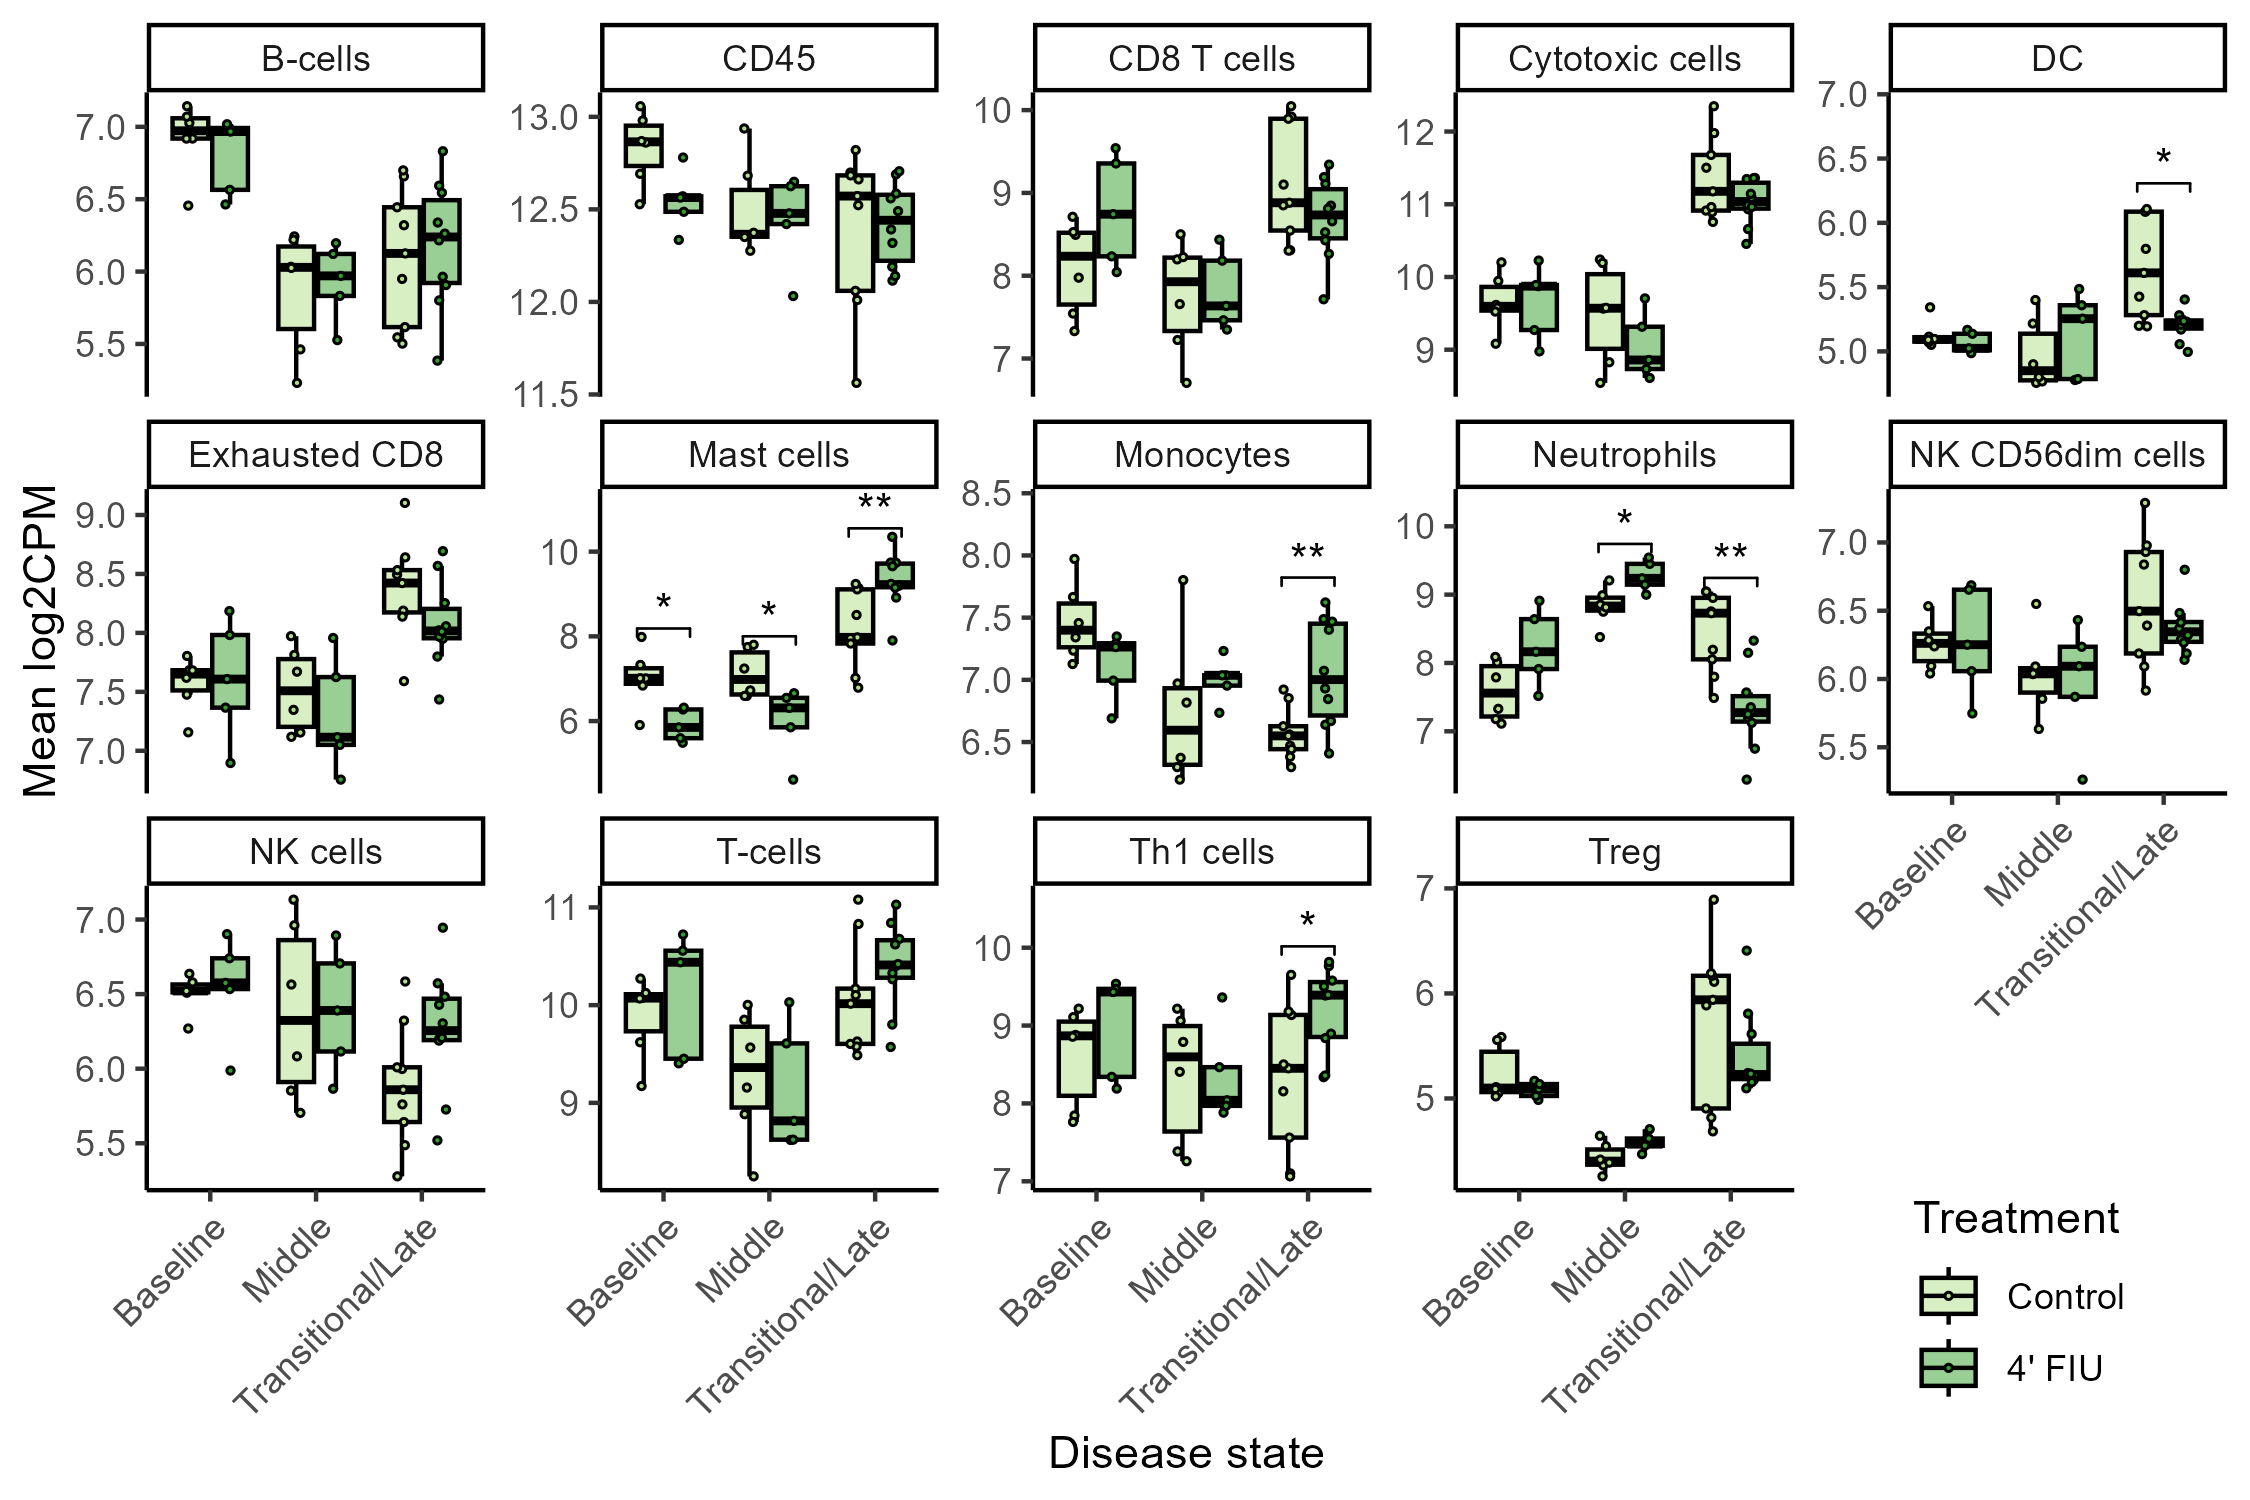 B-cells
CD45
CD8 T cells
Cytotoxic cells
DC
7.0
6.5
6.0
5.5
13.0
12.5
12.0
11.5
10
9
8
7
12
11
10
9
7.0
6.5
6.0
5.5
5.0
*
Exhausted CD8
Mast cells
Monocytes
Neutrophils
NK CD56dim cells
9.0
8.5
8.0
7.5
7.0
10
8
6
*
*
**
8.5
8.0
7.5
7.0
6.5
**
10
9
8
7
*
**
7.0
6.5
6.0
5.5
Baseline
Middle
Transitional/Late
NK cells
T-cells
Th1 cells
Treg
7.0
6.5
6.0
5.5
11
10
9
10
9
8
7
*
7
6
5
Baseline
Middle
Transitional/Late
Baseline
Middle
Transitional/Late
Baseline
Middle
Transitional/Late
Baseline
Middle
Transitional/Late
Mean log2CPM
Disease state
Treatment
Control
4' FIU